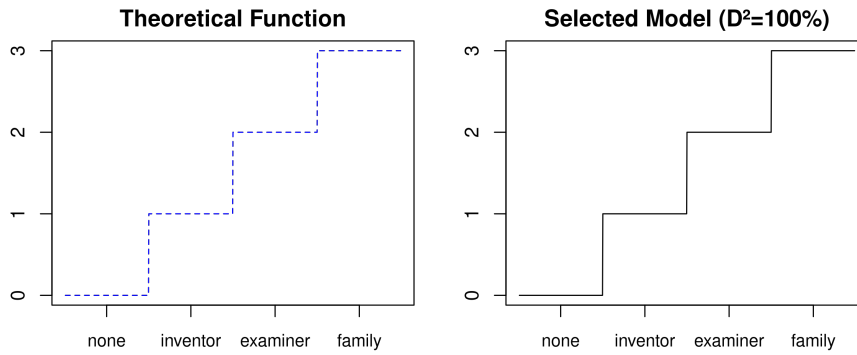 Theoretical Function
3
2
1
0
none inventor examiner family
Selected Model (D²=100%)
3
2
1
0
none inventor examiner family